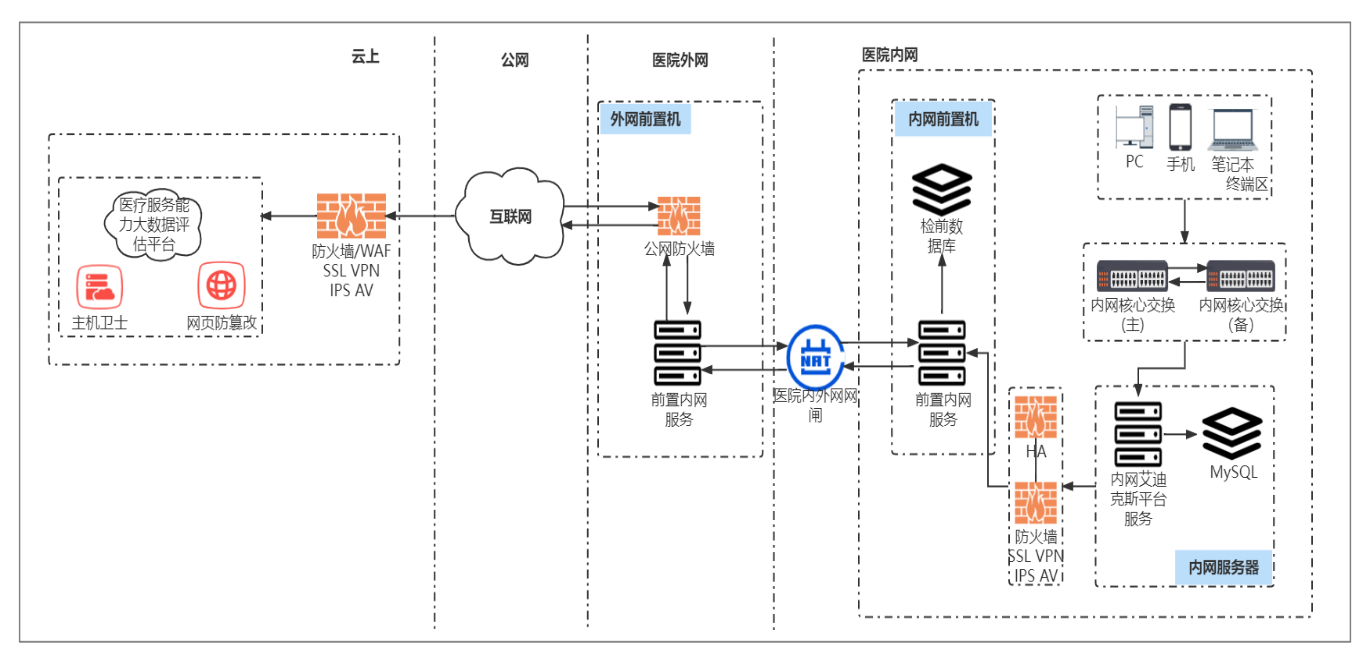 云上
公网
医院外网
医院内网
医疗服务能
力大数据评
估平台
主机卫士
网页防篡改
防火墙/WAF
SSL VPN
IPS AV
互联网
外网前置机
公网防火墙
前置内网
服务
NRT
医院内外网网
闸
内网前置机
检前数
据库
前置内网
服务
PC
手机
笔记本
终端区
内网核心交换
(主)
内网核心交换
(备)
HA
防火墙
SSL VPN
IPS AV
内网艾迪
克斯平台
服务
MySQL
内网服务器